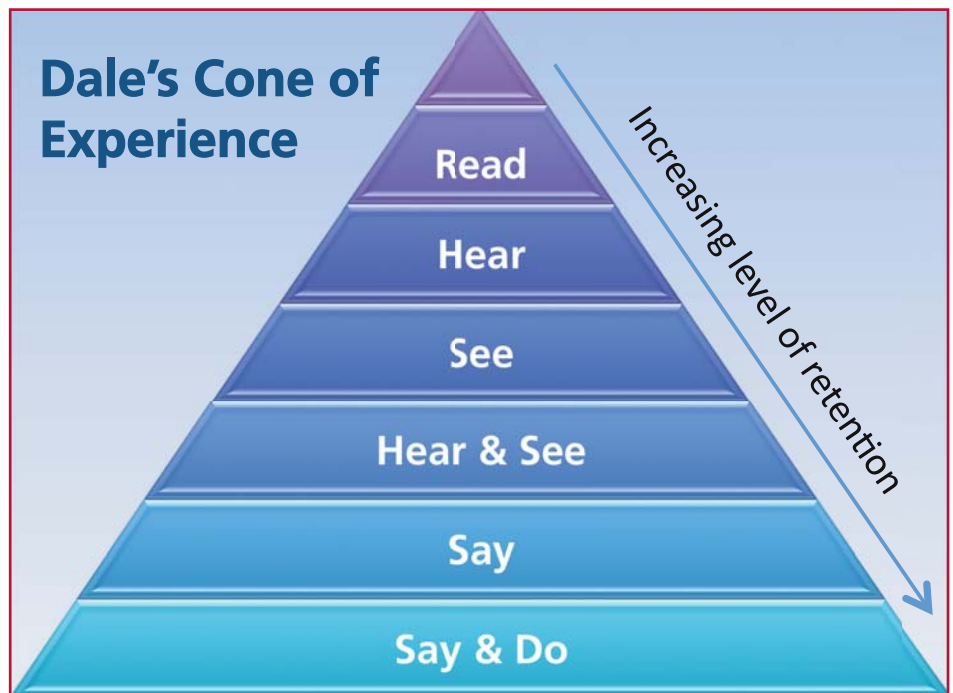 Dale's Cone of
Experience
Increasing level of retention
Read
Hear
See
Hear & See
Say
Say & Do